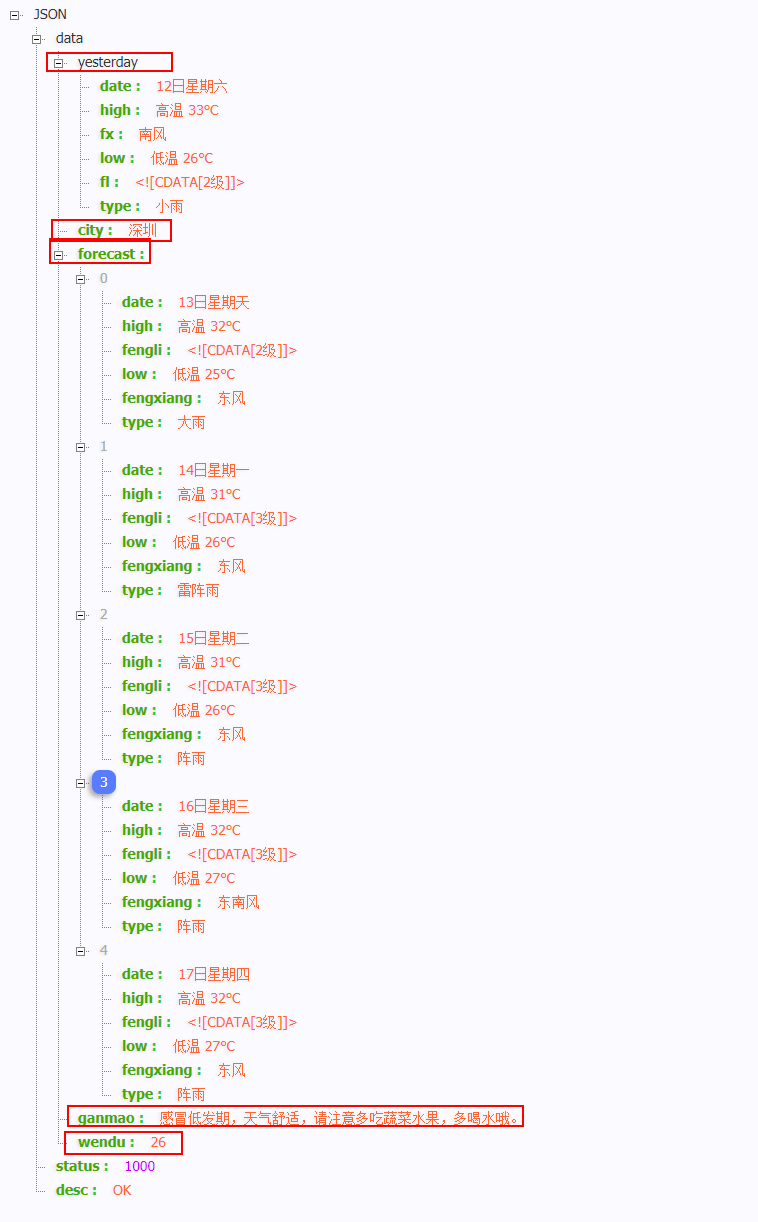 JSON
data
yesterday
date : 12日星期六
high : 高温 33℃
fx : 南风
low : 低温 26℃
fl : <![CDATA[2级]]>
type : 小雨
city : 深圳
forecast :
0
date : 13日星期天
high : 高温 32℃
fengli : <![CDATA[2级]]>
low : 低温 25℃
fengxiang : 东风
type : 大雨
1
date : 14日星期一
high : 高温 31℃
fengli : <![CDATA[3级]]>
low : 低温 26℃
fengxiang : 东风
type : 雷阵雨
2
date : 15日星期二
high : 高温 31℃
fengli : <![CDATA[3级]]>
low : 低温 26℃
fengxiang : 东风
type : 阵雨
3
date : 16日星期三
high : 高温 32℃
fengli : <![CDATA[3级]]>
low : 低温 27℃
fengxiang : 东南风
type : 阵雨
4
date : 17日星期四
high : 高温 32℃
fengli : <![CDATA[3级]]>
low : 低温 27℃
fengxiang : 东风
type : 阵雨
ganmao : 感冒低发期，天气舒适，请注意多吃蔬菜水果，多喝水哦。
wendu : 26
status : 1000
desc : OK